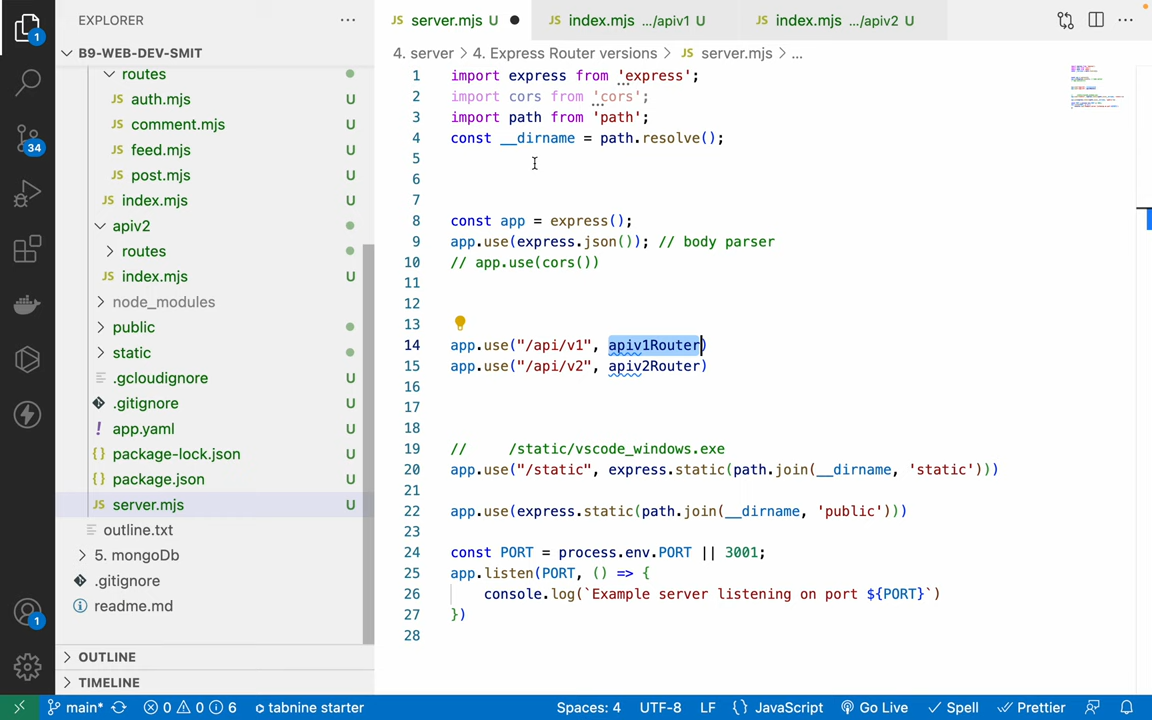 EXPLORER
B9-WEB-DEV-SMIT
routes
JS auth.mjs U
JS comment.mjs U
JS feed.mjs U
JS post.mjs U
JS index.mjs U
apiv2
routes
JS index.mjs U
node_modules
public
static
.gcloudignore U
.gitignore U
! app.yaml U
{} package-lock.json U
{} package.json U
JS server.mjs U
outline.txt
5. mongoDb
.gitignore
readme.md
OUTLINE
TIMELINE
1
34
1
JS server.mjs U
JS index.mjs .../apiv1 U
JS index.mjs .../apiv2 U
4. server > 4. Express Router versions > JS server.mjs > ...
1 import express from 'express';
2 import cors from 'cors';
3 import path from 'path';
4 const __dirname = path.resolve();
5
6
7
8 const app = express();
9 app.use(express.json()); // body parser
10 // app.use(cors())
11
12
13
14 app.use("/api/v1", apiv1Router)
15 app.use("/api/v2", apiv2Router)
16
17
18
19 //     /static/vscode_windows.exe
20 app.use("/static", express.static(path.join(__dirname, 'static')))
21
22 app.use(express.static(path.join(__dirname, 'public')))
23
24 const PORT = process.env.PORT || 3001;
25 app.listen(PORT, () => {
26     console.log(`Example server listening on port ${PORT}`)
27 })
28
main* 0 0 6 tabnine starter Spaces: 4 UTF-8 LF {} JavaScript Go Live Spell Prettier